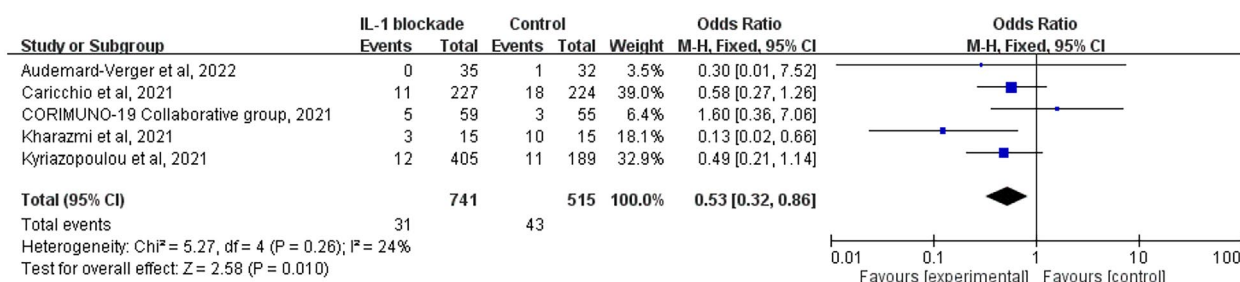 IL-1 blockade Control Odds Ratio Odds Ratio
Study or Subgroup Events Total Events Total Weight M-H, Fixed, 95% CI M-H, Fixed, 95% CI
Audemard-Verger et al, 2022 0 35 1 32 3.5% 0.30 [0.01, 7.52]
Caricchio et al, 2021 11 227 18 224 39.0% 0.58 [0.27, 1.26]
CORIMUNO-19 Collaborative group, 2021 5 59 3 55 6.4% 1.60 [0.36, 7.06]
Kharazmi et al, 2021 3 15 10 15 18.1% 0.13 [0.02, 0.66]
Kyriazopoulou et al, 2021 12 405 11 189 32.9% 0.49 [0.21, 1.14]
Total (95% CI) 741 515 100.0% 0.53 [0.32, 0.86]
Total events 31 43
Heterogeneity: Chi² = 5.27, df = 4 (P = 0.26); I² = 24%
Test for overall effect: Z = 2.58 (P = 0.010)
0.01 0.1 1 10 100
Favours [experimental] Favours [control]